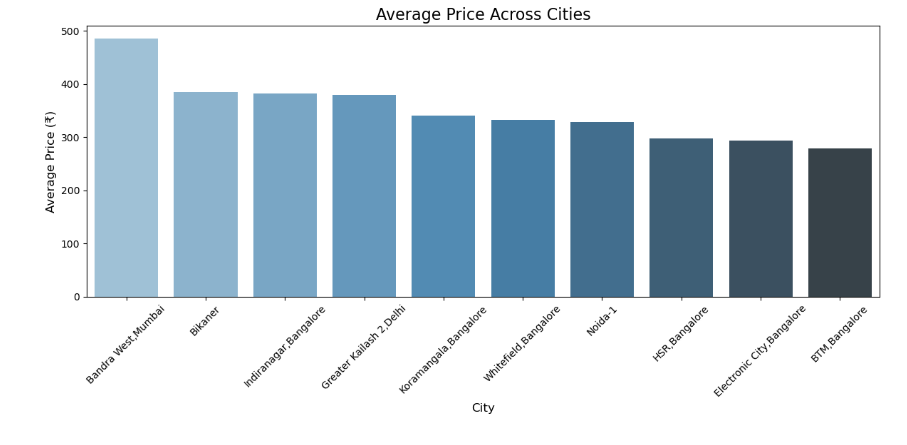 Average Price Across Cities
Average Price (₹)
500
400
300
200
100
0
Bandra West,Mumbai
Bikaner
Indiranagar,Bangalore
Greater Kailash 2,Delhi
Koramangala,Bangalore
Whitefield,Bangalore
Noida-1
HSR,Bangalore
Electronic City,Bangalore
BTM,Bangalore
City